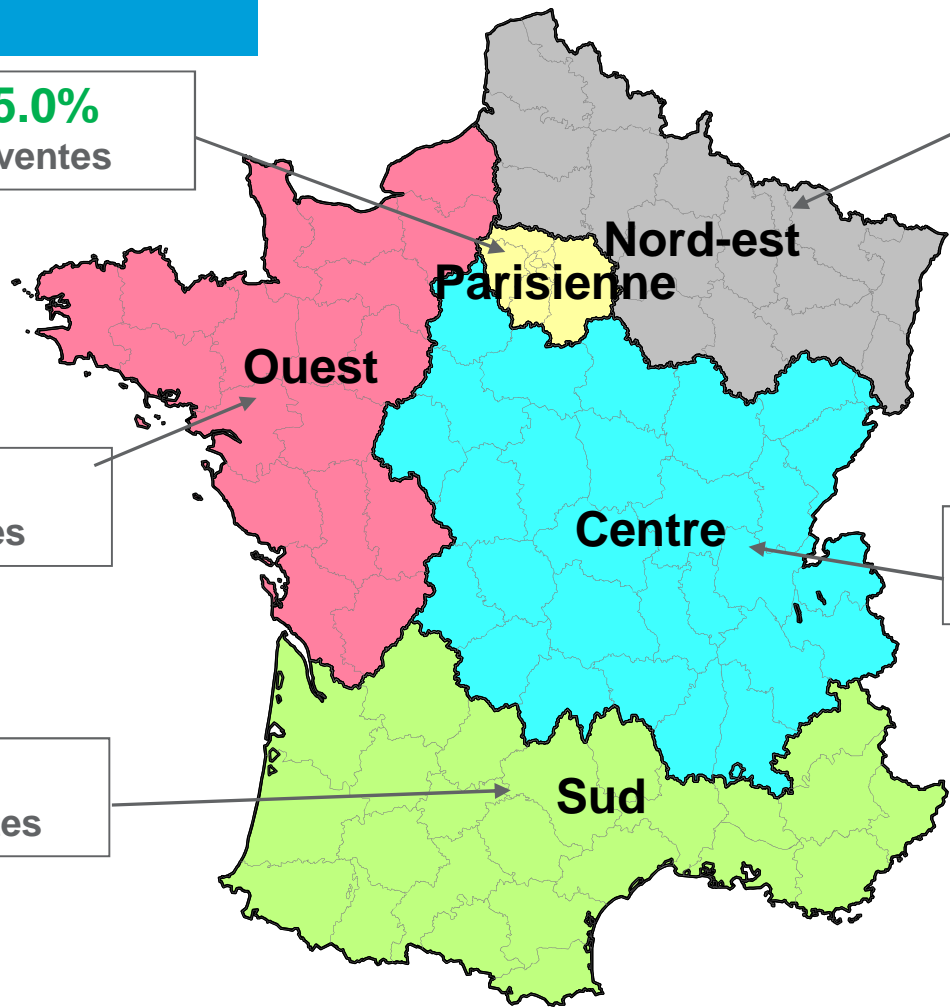 5.0%
ventes
Nord-est
Parisienne
Ouest
es
Centre
Sud
es